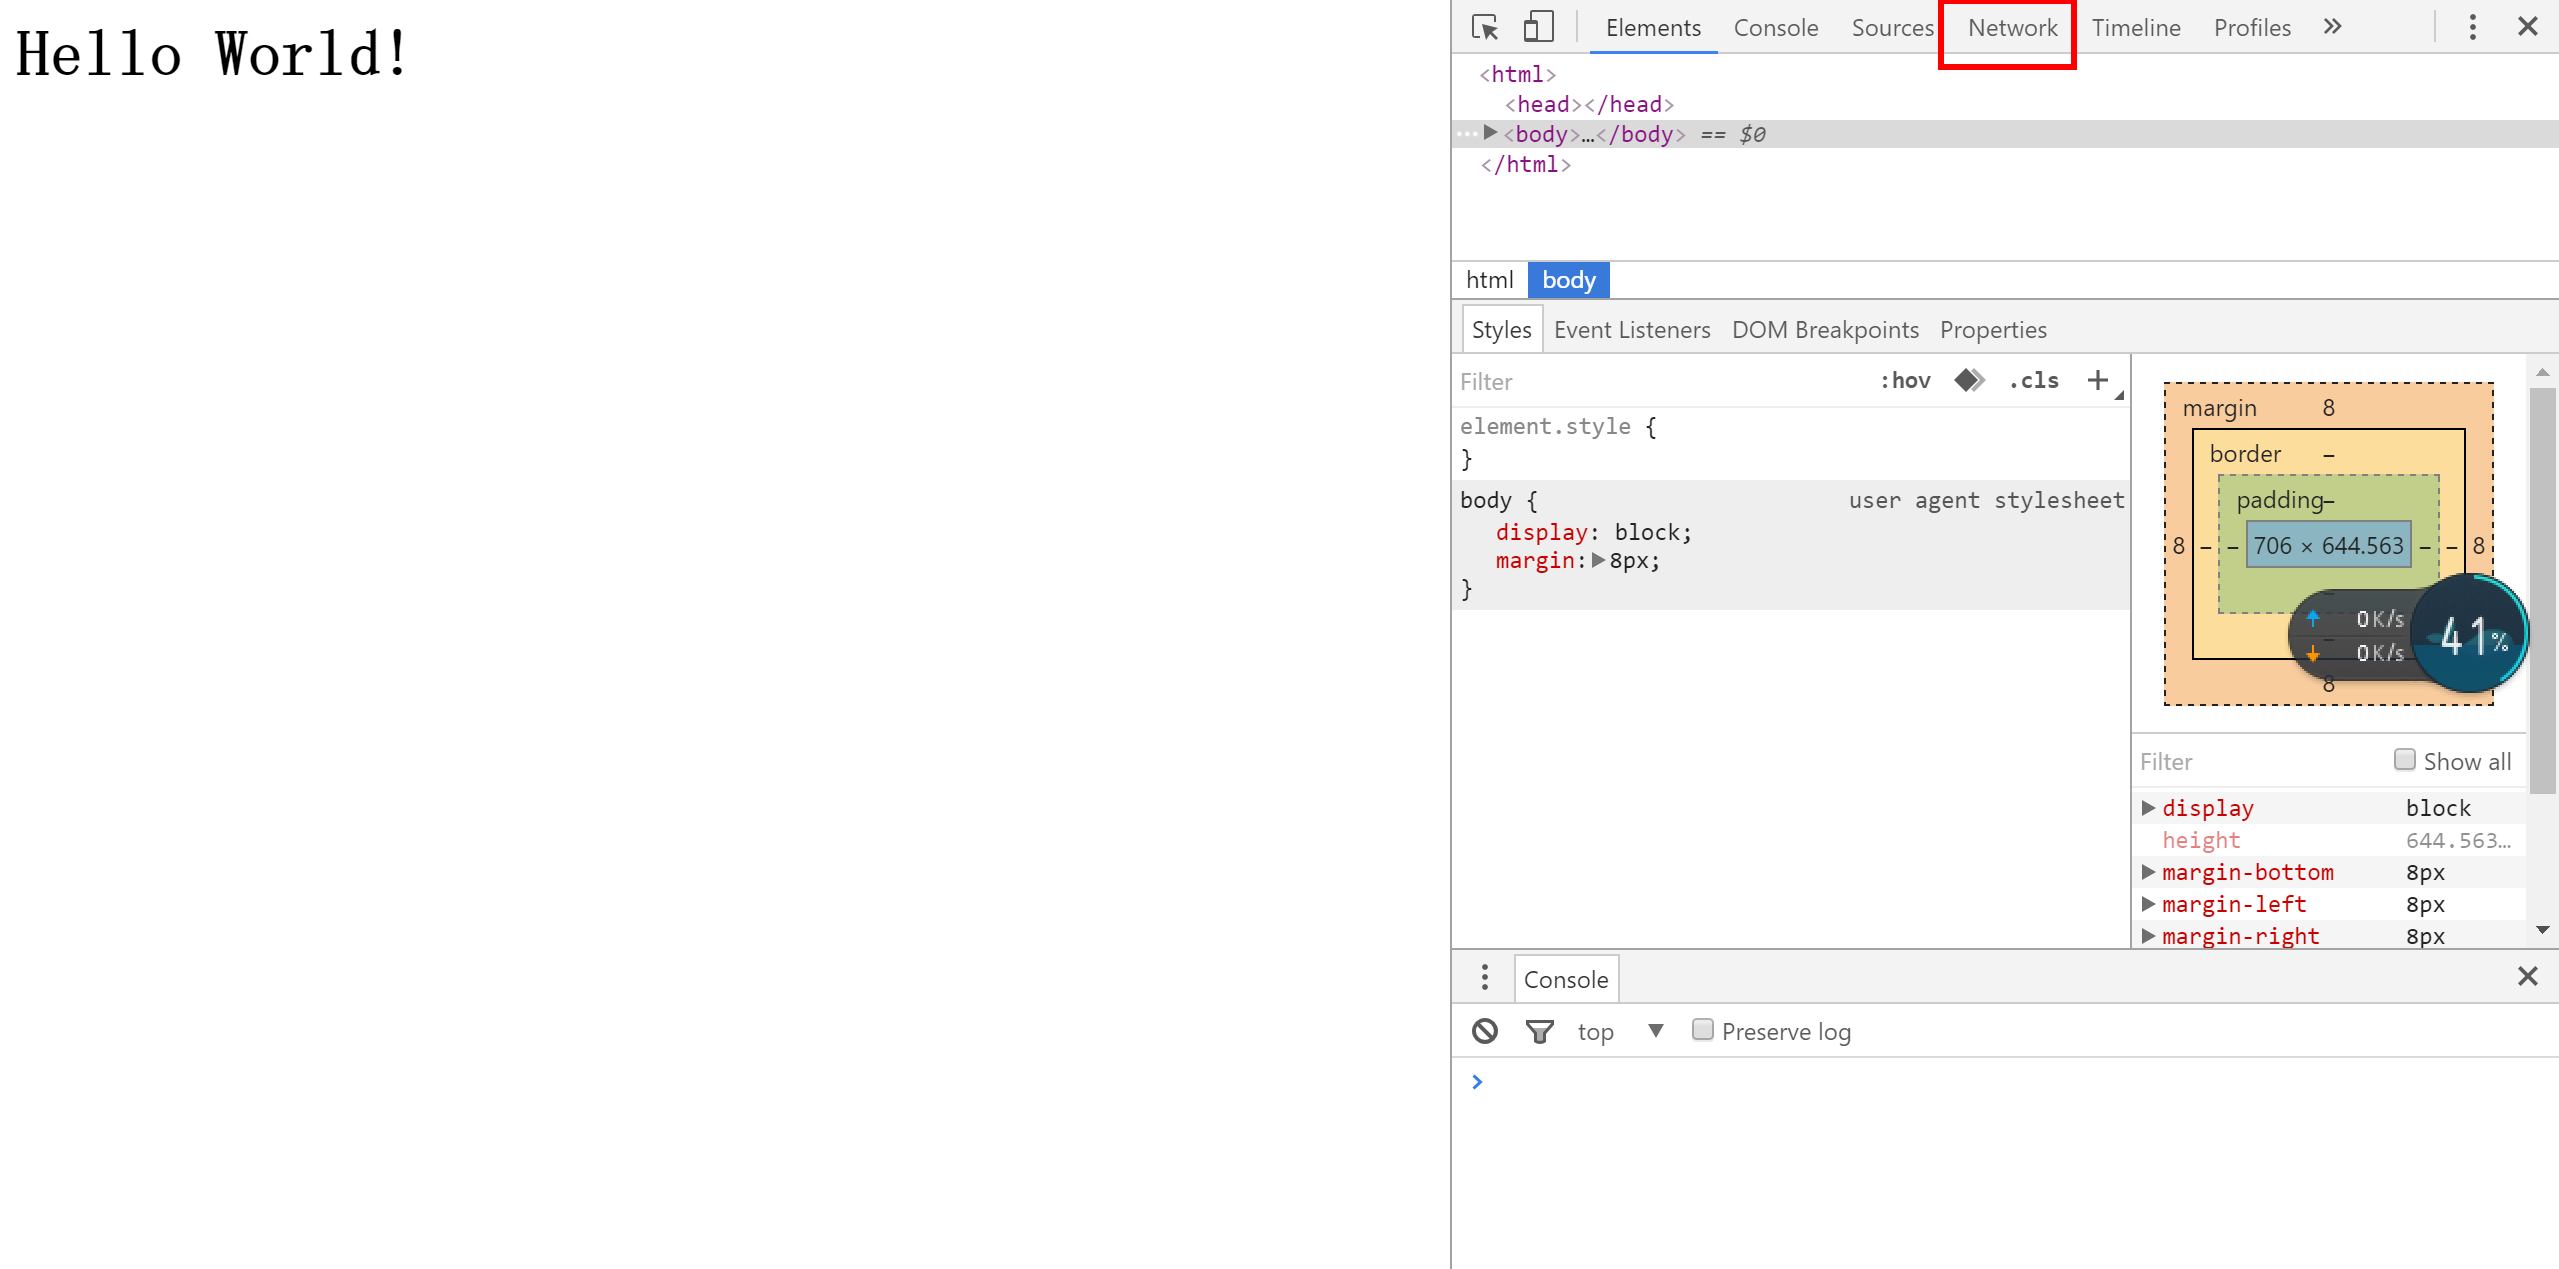 Hello World!
Elements Console Sources Network Timeline Profiles »
<html>
<head></head>
… <body>…</body> == $0
</html>
html body
Styles Event Listeners DOM Breakpoints Properties
Filter :hov .cls +
element.style {
}
body { user agent stylesheet
display: block;
margin: 8px;
}
margin 8
border –
padding–
8 – – 706 × 644.563 – – 8
–
–
8
0K/s
0K/s
41%
Filter Show all
display block
height 644.563…
margin-bottom 8px
margin-left 8px
margin-right 8px
Console
top Preserve log
>